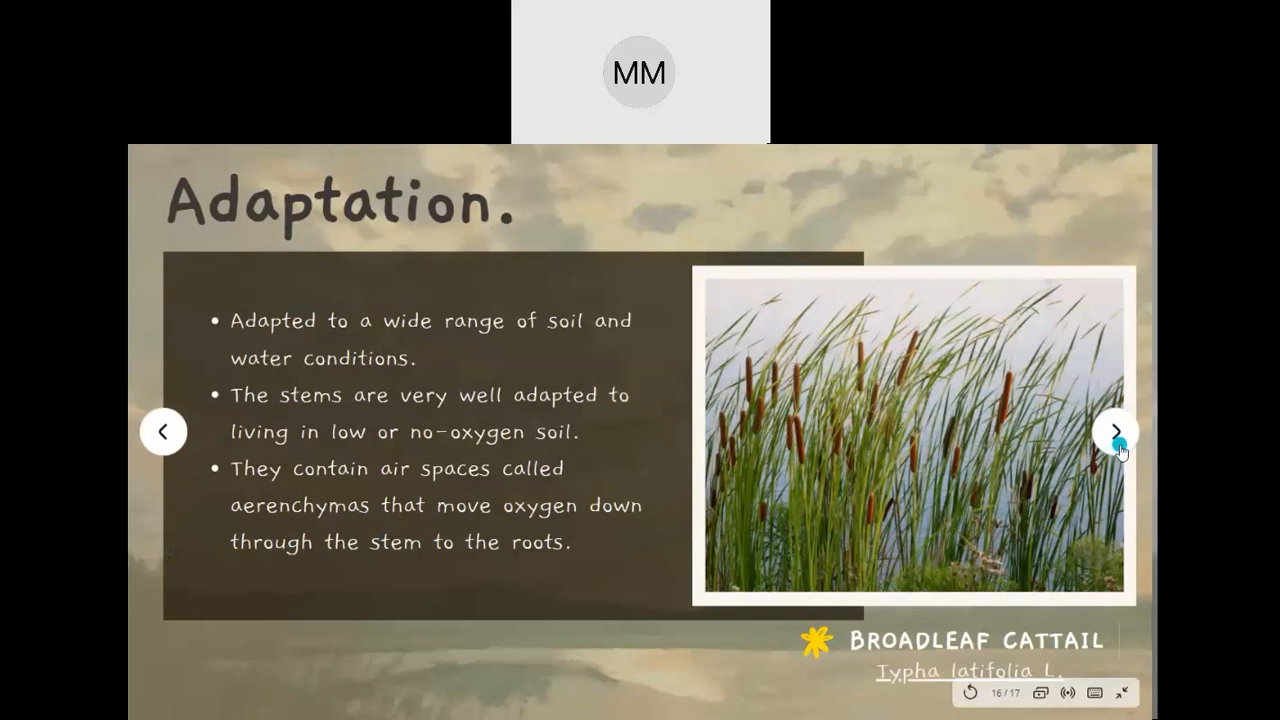 MM
Adaptation.
• Adapted to a wide range of soil and
water conditions.
• The stems are very well adapted to
living in low or no-oxygen soil.
• They contain air spaces called
aerenchymas that move oxygen down
through the stem to the roots.
BROADLEAF CATTAIL
Typha latifolia L.
16/17